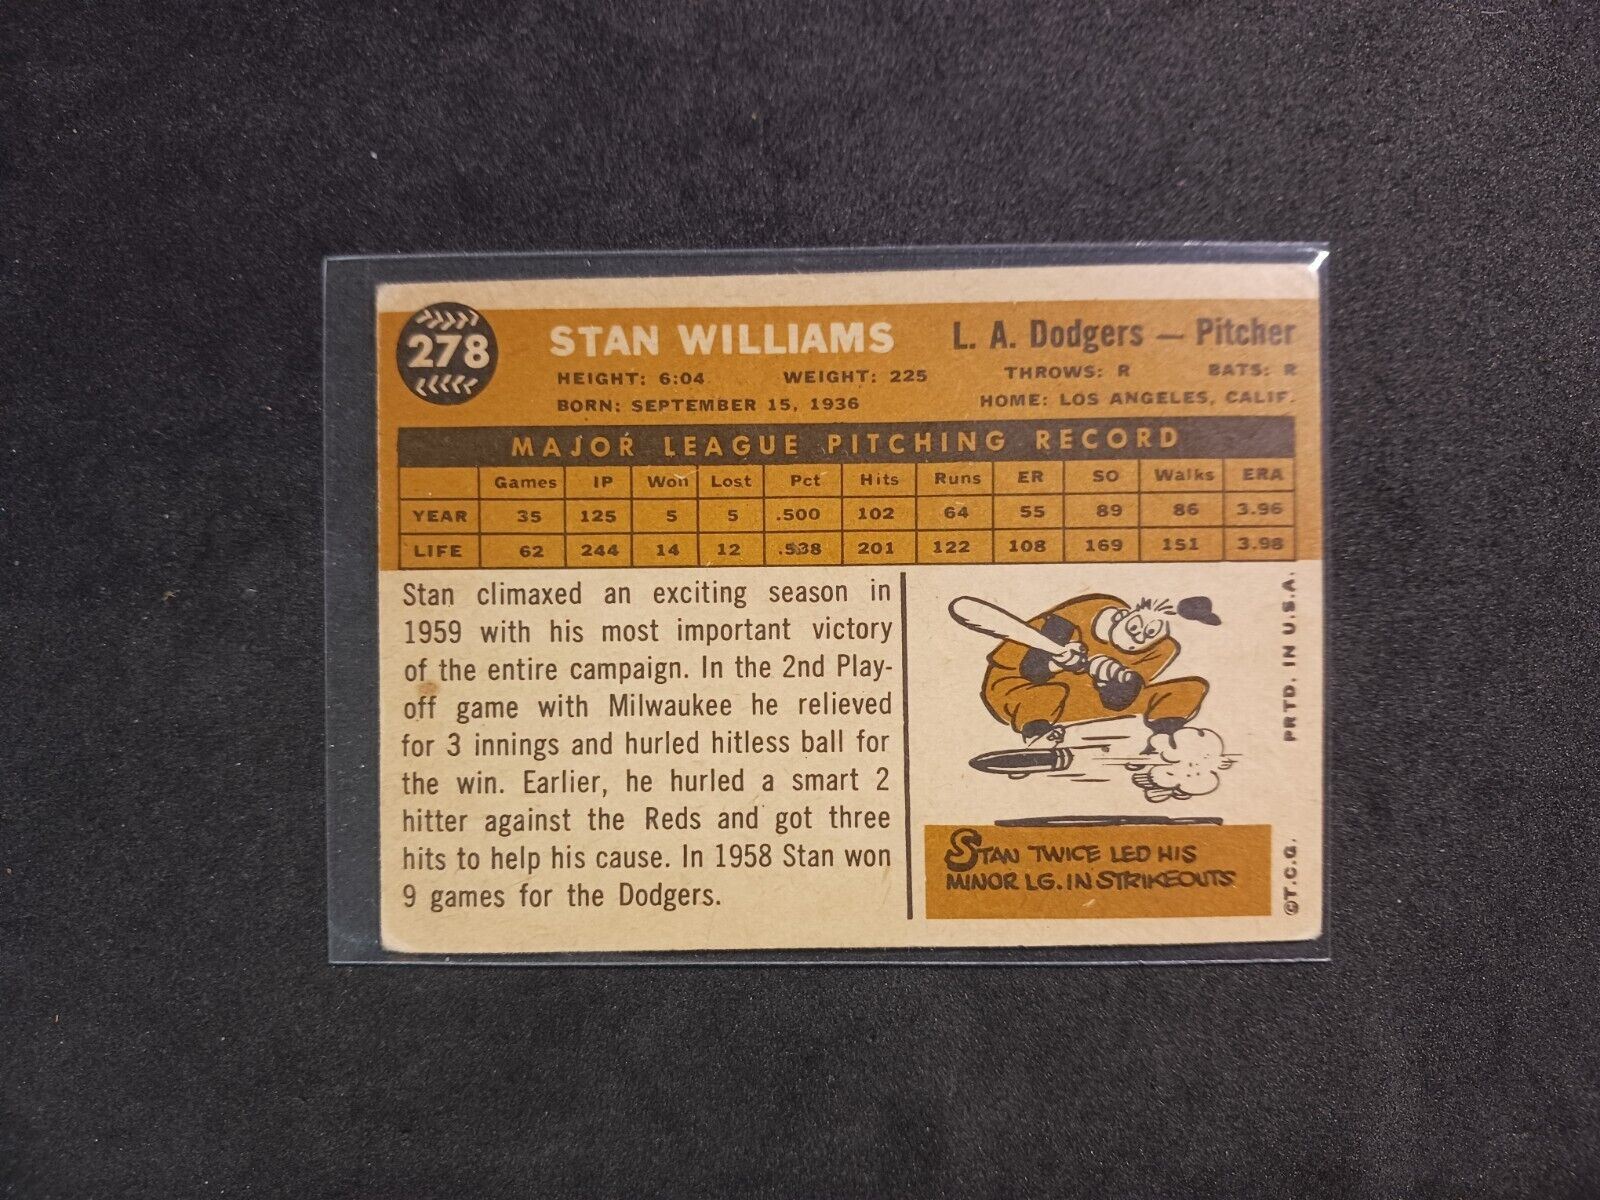 278
STAN WILLIAMS L. A. Dodgers — Pitcher
HEIGHT: 6:04 WEIGHT: 225 THROWS: R BATS: R
BORN: SEPTEMBER 15, 1936 HOME: LOS ANGELES, CALIF.
MAJOR LEAGUE PITCHING RECORD
Games IP Won Lost Pct Hits Runs ER SO Walks ERA
YEAR 35 125 5 5 .500 102 64 55 89 86 3.96
LIFE 62 244 14 12 .538 201 122 108 169 151 3.98
Stan climaxed an exciting season in
1959 with his most important victory
of the entire campaign. In the 2nd Play-
off game with Milwaukee he relieved
for 3 innings and hurled hitless ball for
the win. Earlier, he hurled a smart 2
hitter against the Reds and got three
hits to help his cause. In 1958 Stan won
9 games for the Dodgers.
STAN TWICE LED HIS
MINOR LG. IN STRIKEOUTS
©T.C.G. PRTD. IN U.S.A.